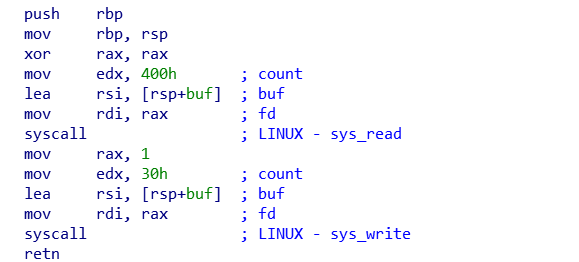 push rbp
mov rbp, rsp
xor rax, rax
mov edx, 400h ; count
lea rsi, [rsp+buf] ; buf
mov rdi, rax ; fd
syscall ; LINUX - sys_read
mov rax, 1
mov edx, 30h ; count
lea rsi, [rsp+buf] ; buf
mov rdi, rax ; fd
syscall ; LINUX - sys_write
retn